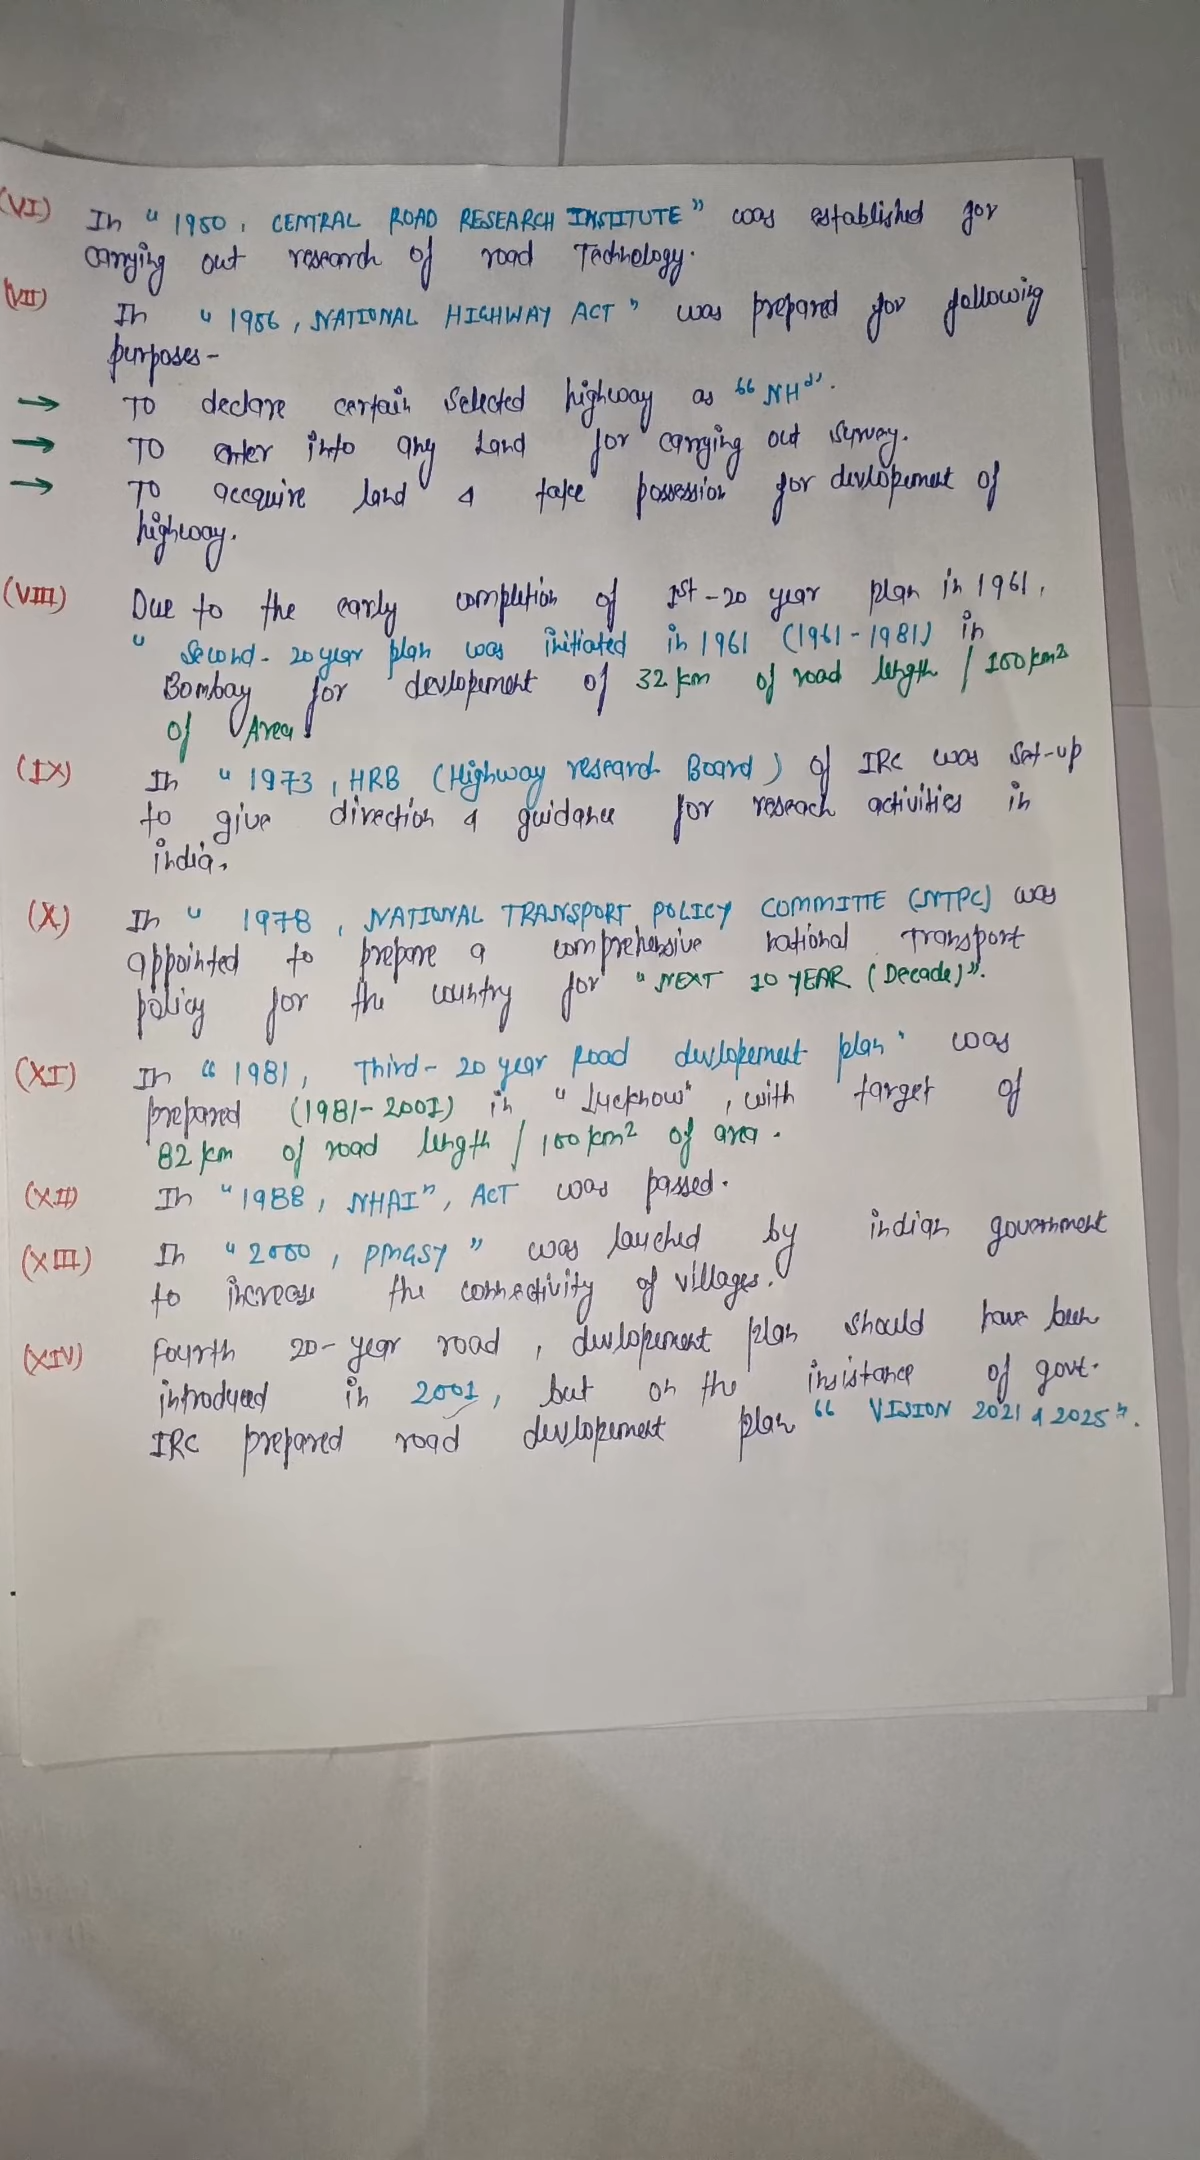 (VI) In "1950, CENTRAL ROAD RESEARCH INSTITUTE" was established for
carrying out research of road Technology.
(VII) In "1956, NATIONAL HIGHWAY ACT" was prepared for following
purposes-
→ TO declare certain selected highway as "NH".
→ TO enter into any land for carrying out survey.
→ TO accquire land & take possession for devlopement of
highway.
(VIII) Due to the early completion of 1st-20 year plan in 1961,
"Second-20 year plan was initiated in 1961 (1961-1981) in
Bombay for devlopement of 32 km of road length / 100 km²
of Area.
(IX) In "1973, HRB (Highway research Board) of IRC was set-up
to give direction & guidance for reseach activities in
india.
(X) In "1978, NATIONAL TRANSPORT POLICY COMMITTE (NTPC) was
appointed to prepare a comprehensive national Transport
policy for the country for "NEXT 10 YEAR (Decade)".
(XI) In "1981, Third-20 year Road devlopement plan" was
prepared (1981-2001) in "Lucknow", with target of
82 km of road length / 100 km² of area.
(XII) In "1988, NHAI", ACT was passed.
(XIII) In "2000, PMGSY" was lauched by indian government
to increase the connectivity of villages.
(XIV) Fourth 20-year road, devlopement plan should have been
introduced in 2001, but on the insistance of govt.
IRC prepared road devlopement plan "VISION 2021 & 2025".